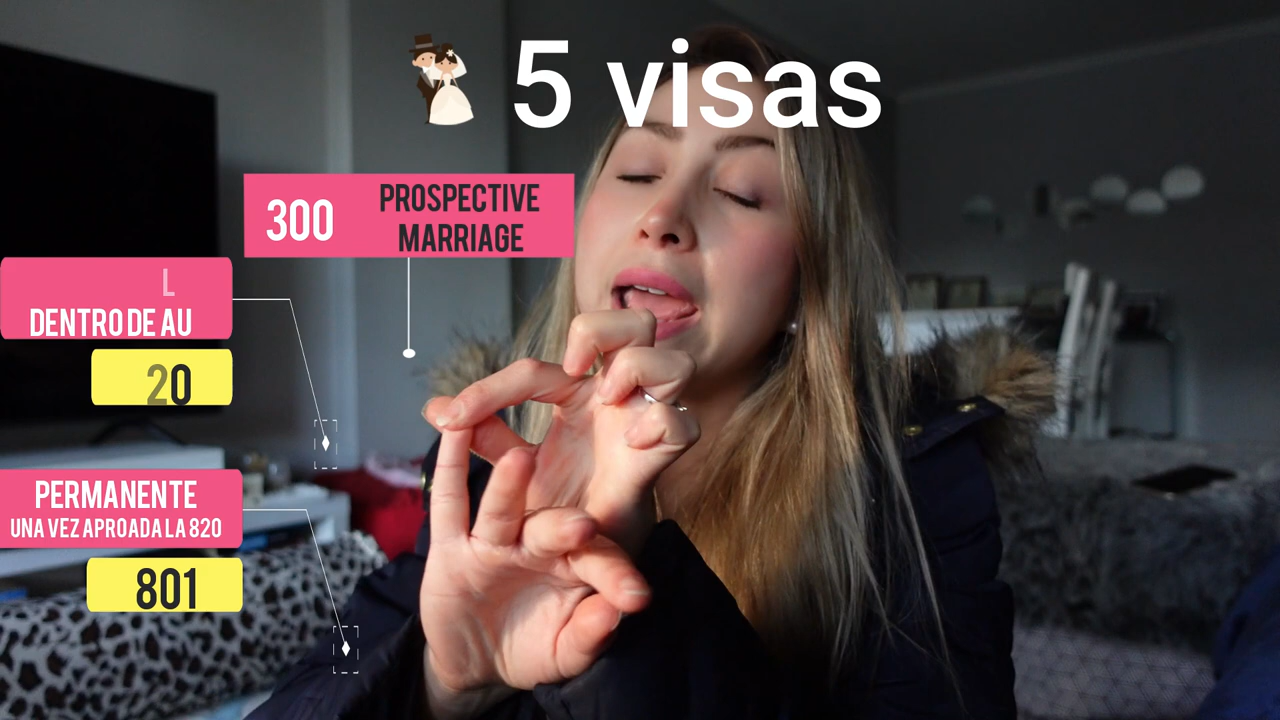 5 visas
300
PROSPECTIVE
MARRIAGE
L
DENTRO DE AU
20
PERMANENTE
UNA VEZ APROADA LA 820
801